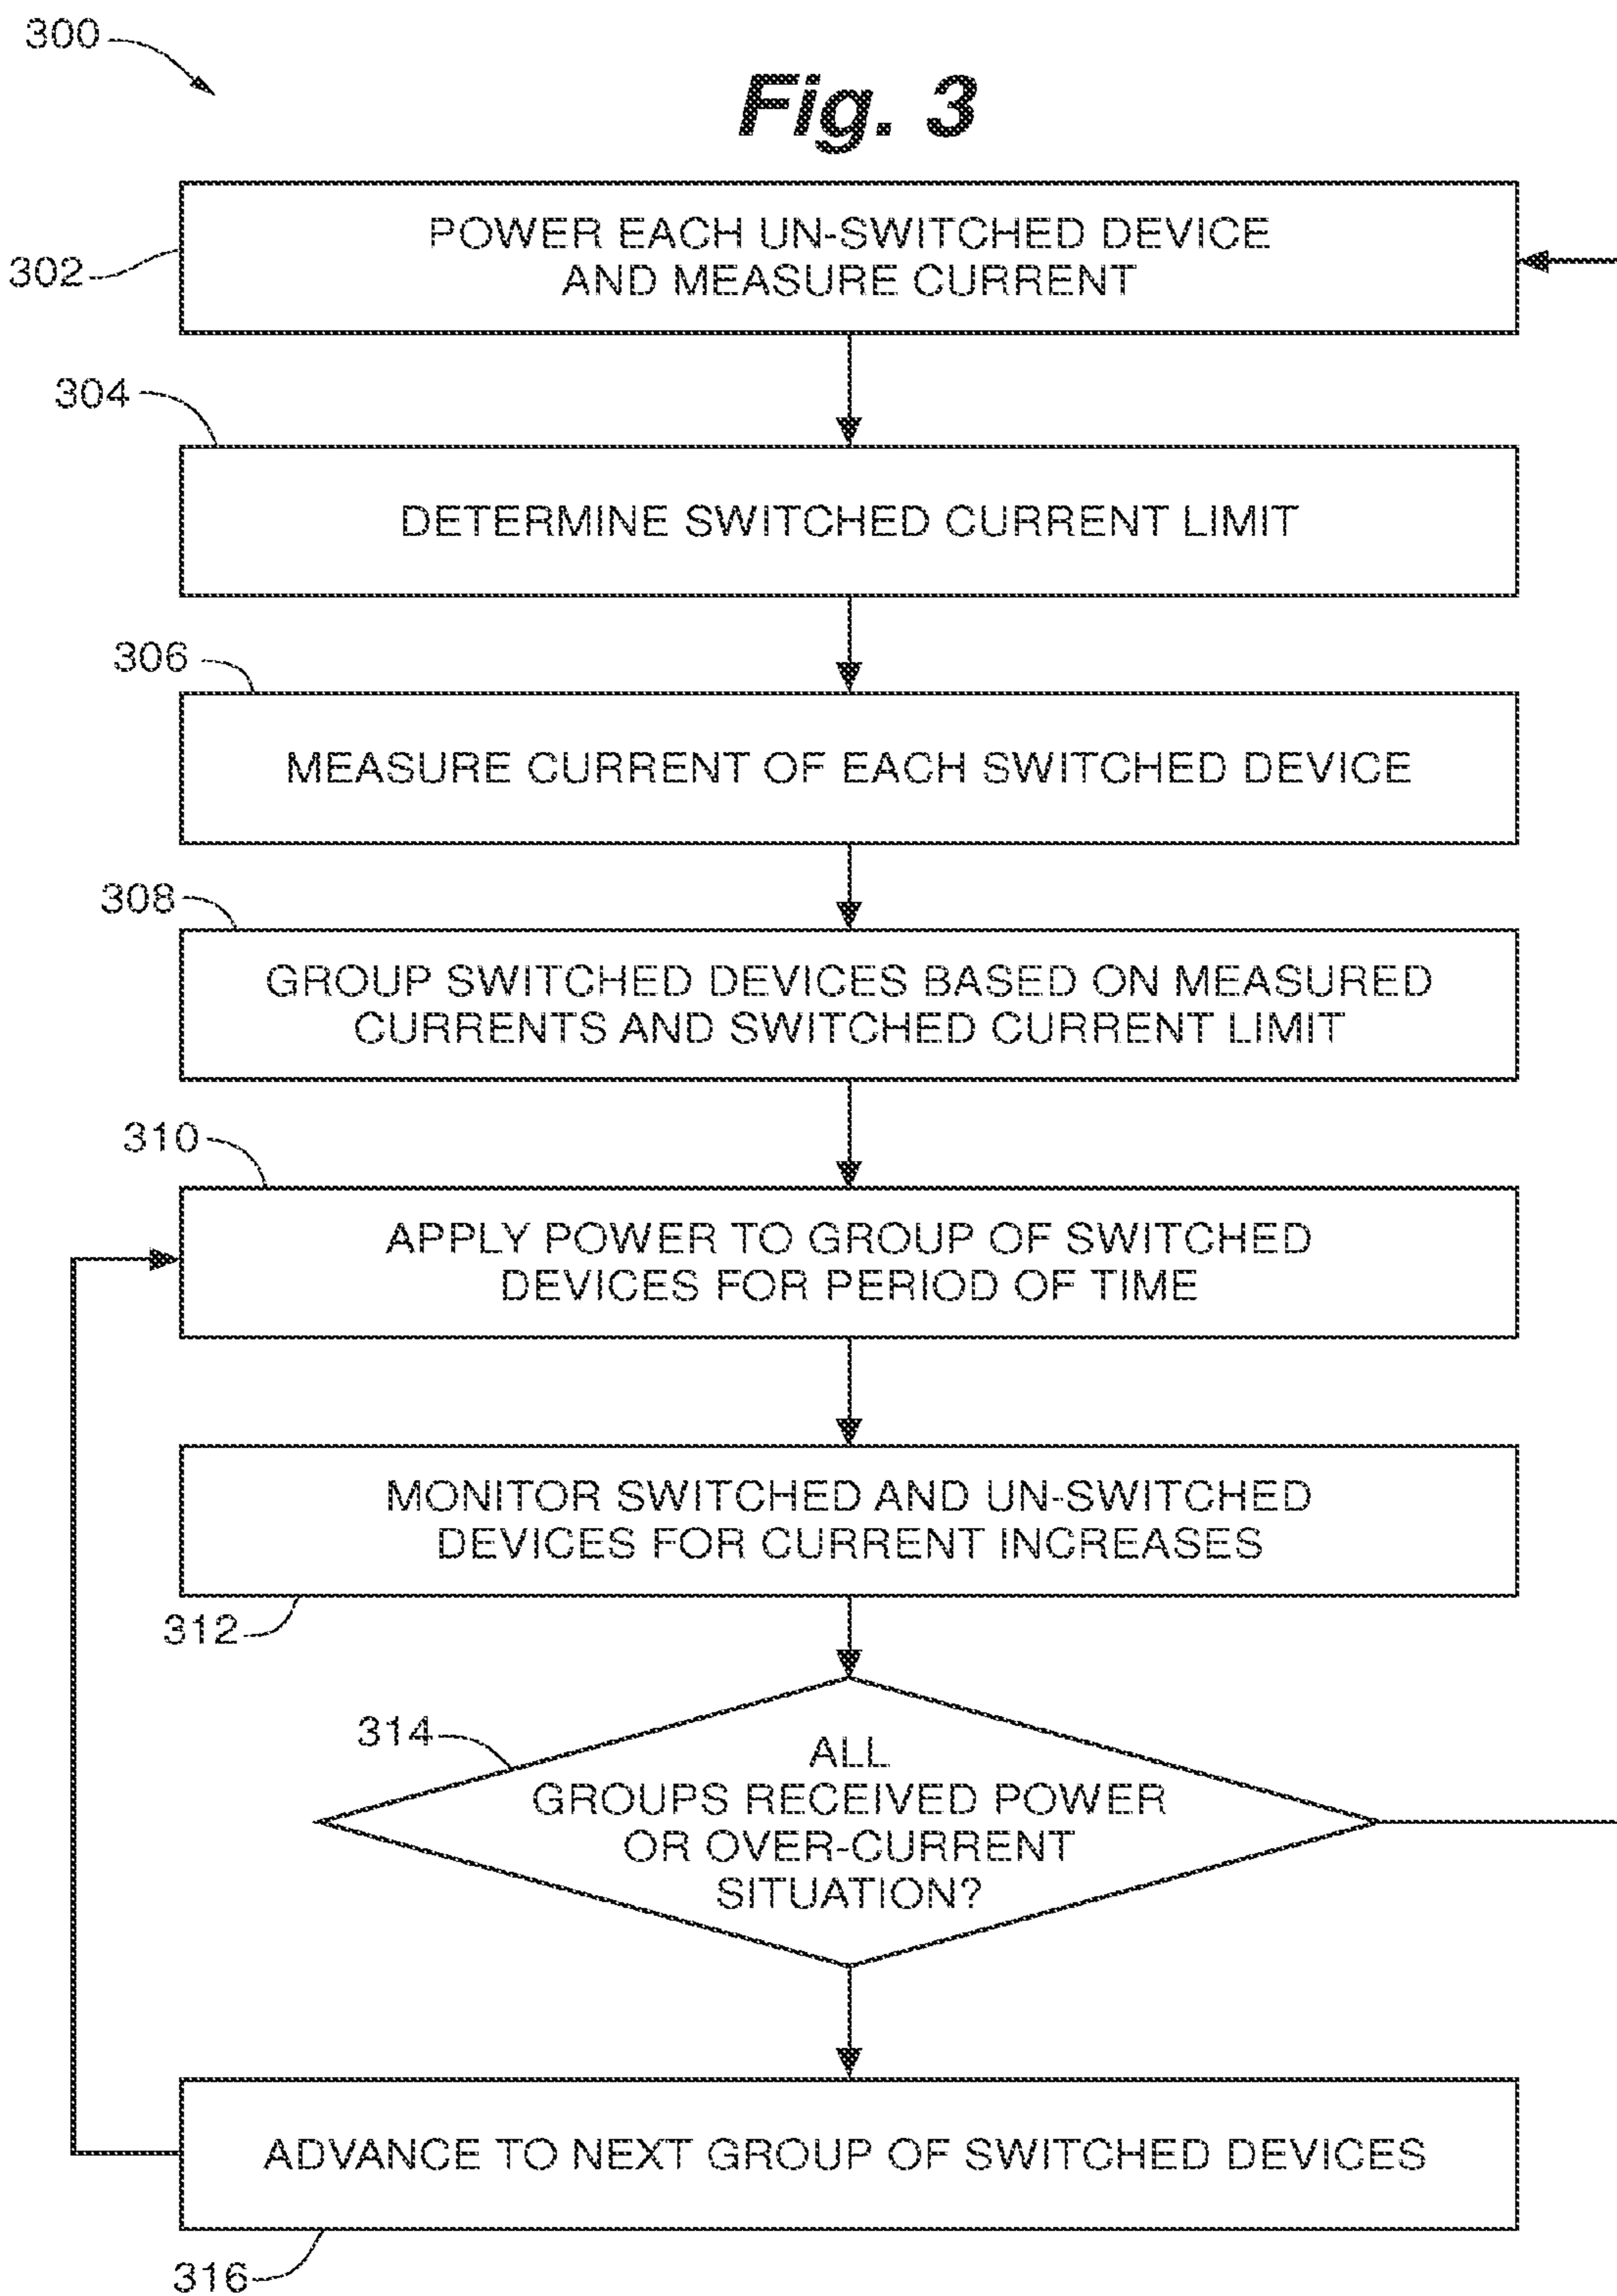 300
Fig. 3
POWER EACH UN-SWITCHED DEVICE
AND MEASURE CURRENT
302
304
DETERMINE SWITCHED CURRENT LIMIT
306
MEASURE CURRENT OF EACH SWITCHED DEVICE
308
GROUP SWITCHED DEVICES BASED ON MEASURED
CURRENTS AND SWITCHED CURRENT LIMIT
310
APPLY POWER TO GROUP OF SWITCHED
DEVICES FOR PERIOD OF TIME
MONITOR SWITCHED AND UN-SWITCHED
DEVICES FOR CURRENT INCREASES
312
314
ALL
GROUPS RECEIVED POWER
OR OVER-CURRENT
SITUATION?
ADVANCE TO NEXT GROUP OF SWITCHED DEVICES
316